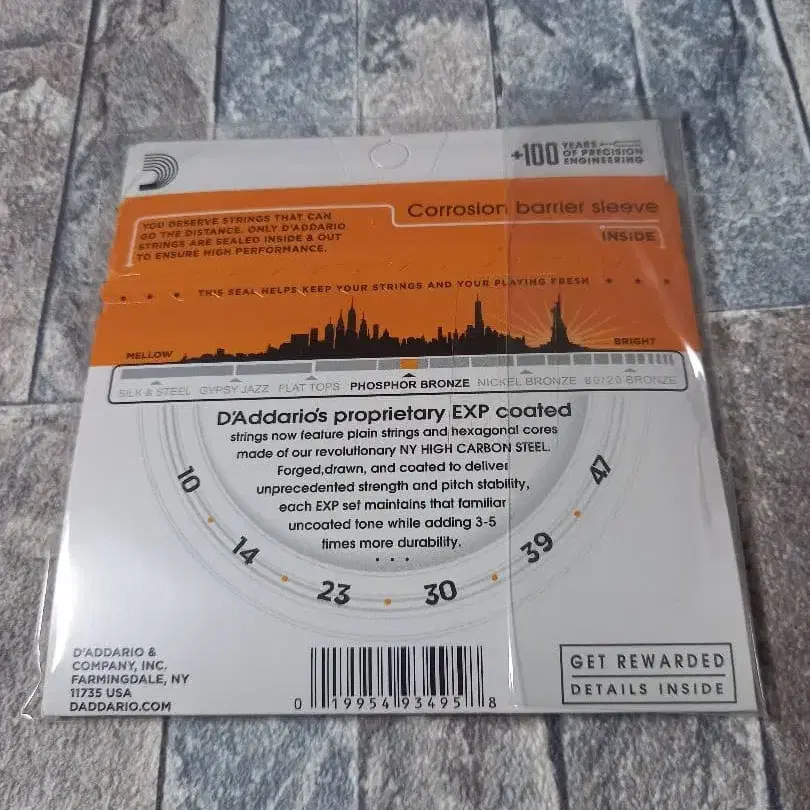 +100 YEARS
OF PRECISION
ENGINEERING
Corrosion barrier sleeve
INSIDE
YOU DESERVE STRINGS THAT CAN
GO THE DISTANCE. ONLY D'ADDARIO
STRINGS ARE SEALED INSIDE & OUT
TO ENSURE HIGH PERFORMANCE.
THIS SEAL HELPS KEEP YOUR STRINGS AND YOUR PLAYING FRESH
MELLOW
BRIGHT
SILK & STEEL GYPSY JAZZ FLAT TOPS PHOSPHOR BRONZE NICKEL BRONZE 80/20 BRONZE
D'Addario's proprietary EXP coated
strings now feature plain strings and hexagonal cores
made of our revolutionary NY HIGH CARBON STEEL.
Forged,drawn, and coated to deliver
unprecedented strength and pitch stability,
each EXP set maintains that familiar
uncoated tone while adding 3-5
times more durability.
10 14 23 30 39 47
D'ADDARIO &
COMPANY, INC.
FARMINGDALE, NY
11735 USA
DADDARIO.COM
0 19954 93495 8
GET REWARDED
DETAILS INSIDE